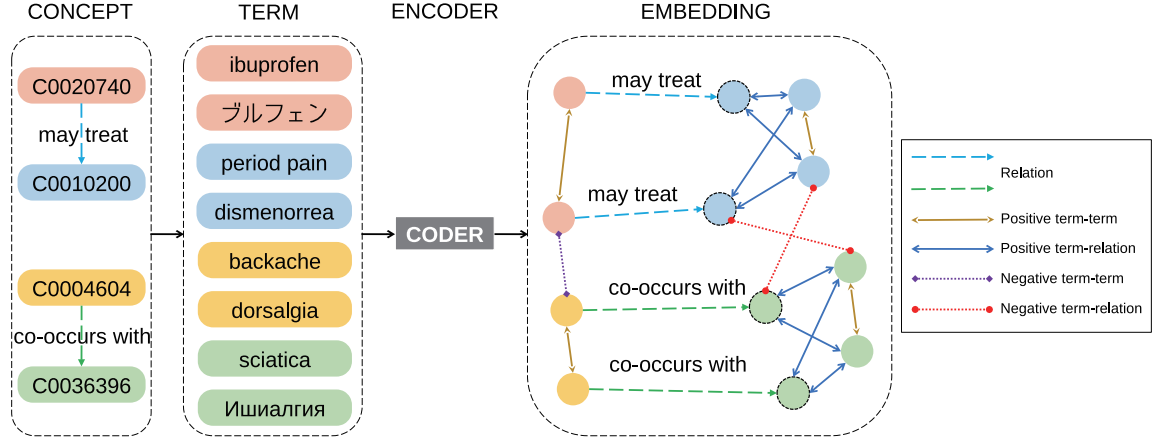 CONCEPT
TERM
ENCODER
EMBEDDING
C0020740
may treat
C0010200
C0004604
co-occurs with
C0036396
ibuprofen
ブルフェン
period pain
dismenorrea
backache
dorsalgia
sciatica
Ишиалгия
CODER
may treat
may treat
co-occurs with
co-occurs with
Relation
Positive term-term
Positive term-relation
Negative term-term
Negative term-relation